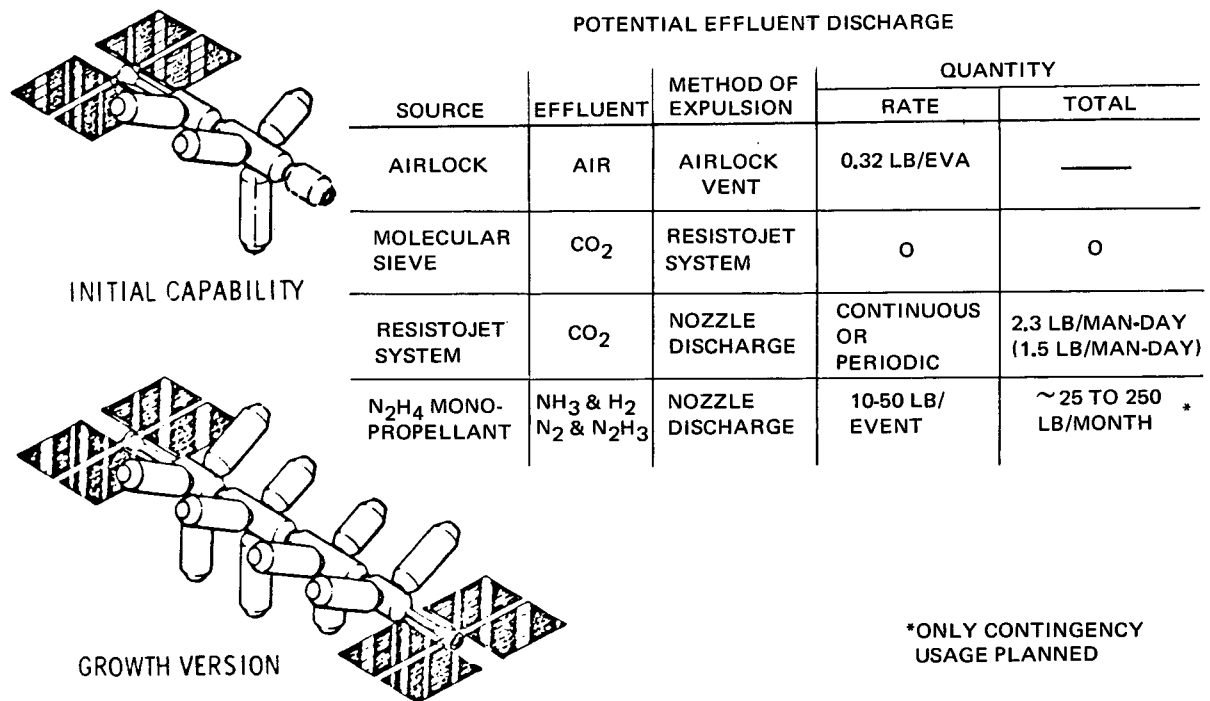 POTENTIAL EFFLUENT DISCHARGE
SOURCE EFFLUENT METHOD OF EXPULSION QUANTITY
RATE TOTAL
AIRLOCK AIR AIRLOCK VENT 0.32 LB/EVA
MOLECULAR SIEVE CO2 RESISTOJET SYSTEM O O
RESISTOJET SYSTEM CO2 NOZZLE DISCHARGE CONTINUOUS OR PERIODIC 2.3 LB/MAN-DAY (1.5 LB/MAN-DAY)
N2H4 MONO-PROPELLANT NH3 & H2 N2 & N2H3 NOZZLE DISCHARGE 10-50 LB/EVENT ~25 TO 250 LB/MONTH *
INITIAL CAPABILITY
GROWTH VERSION
*ONLY CONTINGENCY
USAGE PLANNED